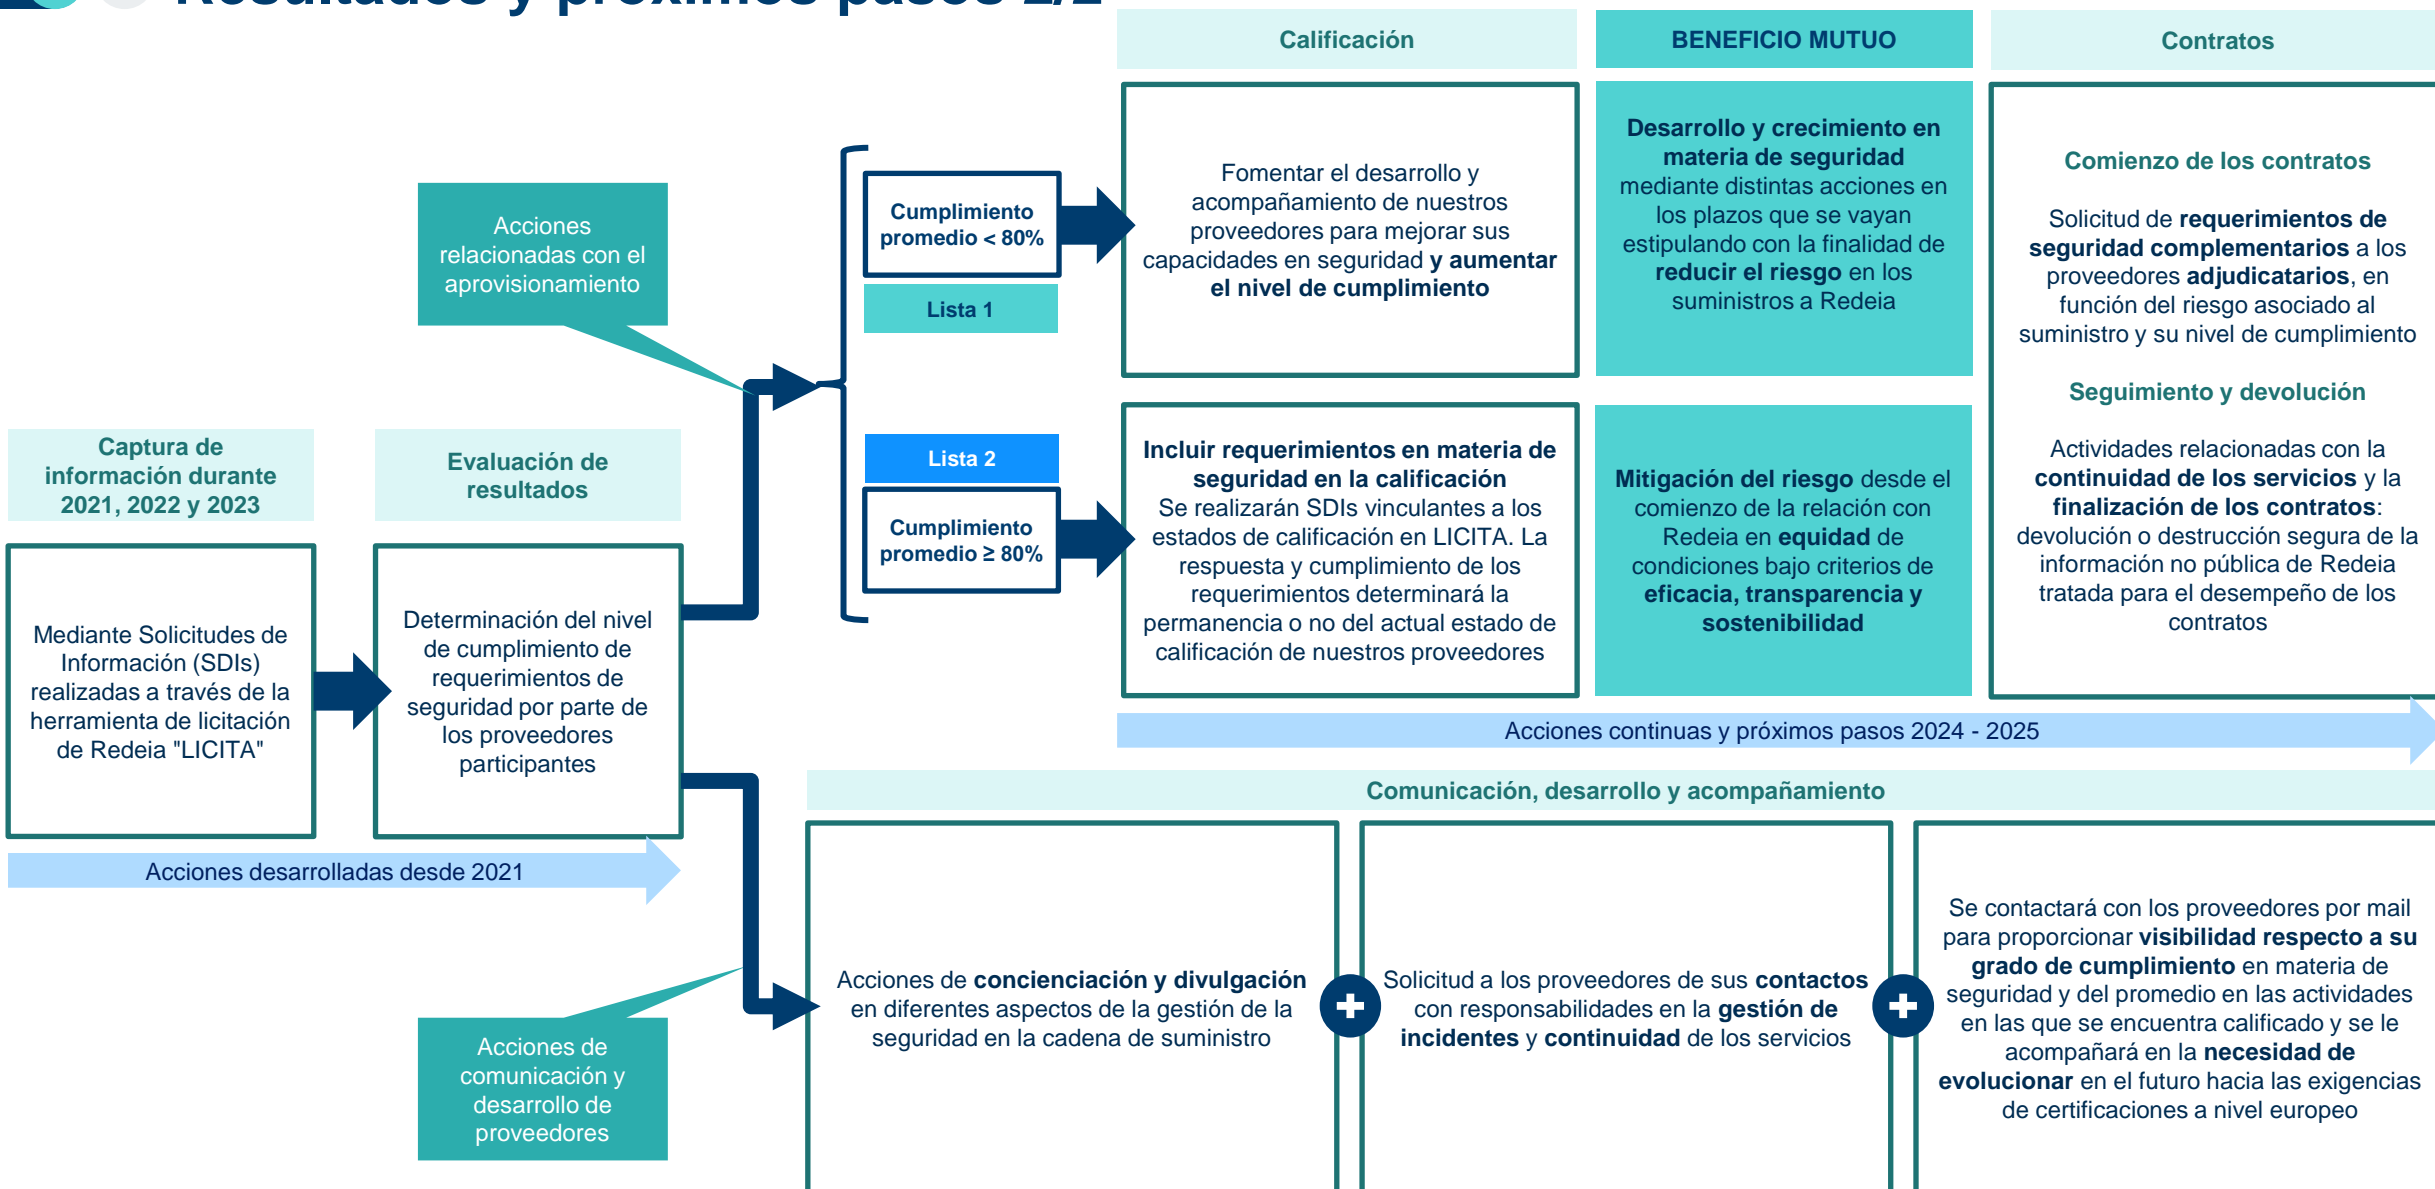 Resultados y próximos pasos 2/2
Calificación
BENEFICIO MUTUO
Contratos
Acciones
relacionadas con el
aprovisionamiento
Cumplimiento
promedio < 80%
Lista 1
Fomentar el desarrollo y
acompañamiento de nuestros
proveedores para mejorar sus
capacidades en seguridad y aumentar
el nivel de cumplimiento
Desarrollo y crecimiento en
materia de seguridad
mediante distintas acciones en
los plazos que se vayan
estipulando con la finalidad de
reducir el riesgo en los
suministros a Redeia
Comienzo de los contratos
Solicitud de requerimientos de
seguridad complementarios a los
proveedores adjudicatarios, en
función del riesgo asociado al
suministro y su nivel de cumplimiento
Seguimiento y devolución
Actividades relacionadas con la
continuidad de los servicios y la
finalización de los contratos:
devolución o destrucción segura de la
información no pública de Redeia
tratada para el desempeño de los
contratos
Lista 2
Cumplimiento
promedio ≥ 80%
Incluir requerimientos en materia de
seguridad en la calificación
Se realizarán SDIs vinculantes a los
estados de calificación en LICITA. La
respuesta y cumplimiento de los
requerimientos determinará la
permanencia o no del actual estado de
calificación de nuestros proveedores
Mitigación del riesgo desde el
comienzo de la relación con
Redeia en equidad de
condiciones bajo criterios de
eficacia, transparencia y
sostenibilidad
Captura de
información durante
2021, 2022 y 2023
Evaluación de
resultados
Mediante Solicitudes de
Información (SDIs)
realizadas a través de la
herramienta de licitación
de Redeia "LICITA"
Determinación del nivel
de cumplimiento de
requerimientos de
seguridad por parte de
los proveedores
participantes
Acciones continuas y próximos pasos 2024 - 2025
Acciones desarrolladas desde 2021
Comunicación, desarrollo y acompañamiento
Acciones de
comunicación y
desarrollo de
proveedores
Acciones de concienciación y divulgación
en diferentes aspectos de la gestión de la
seguridad en la cadena de suministro
Solicitud a los proveedores de sus contactos
con responsabilidades en la gestión de
incidentes y continuidad de los servicios
Se contactará con los proveedores por mail
para proporcionar visibilidad respecto a su
grado de cumplimiento en materia de
seguridad y del promedio en las actividades
en las que se encuentra calificado y se le
acompañará en la necesidad de
evolucionar en el futuro hacia las exigencias
de certificaciones a nivel europeo